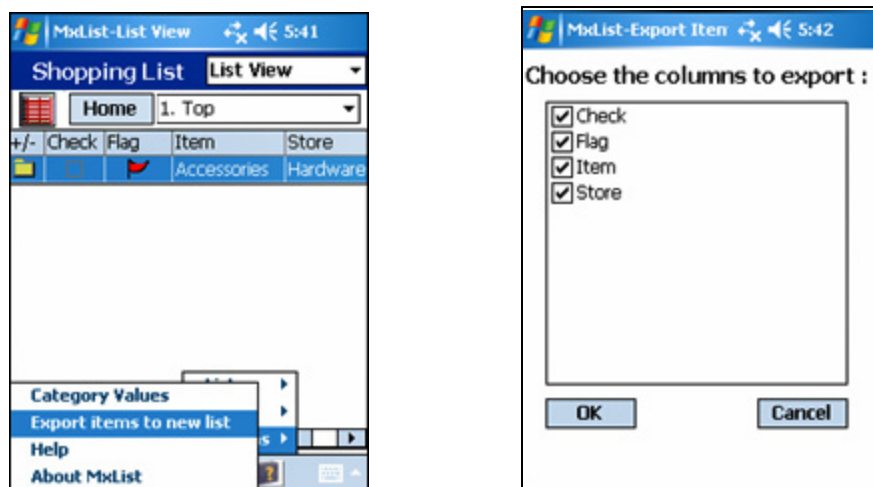 MxList-List View 5:41
Shopping List List View
Home 1. Top
+/- Check Flag Item Store
Accessories Hardware
Category Values
Export items to new list
Help
About MxList
MxList-Export Iten 5:42
Choose the columns to export :
Check
Flag
Item
Store
OK Cancel